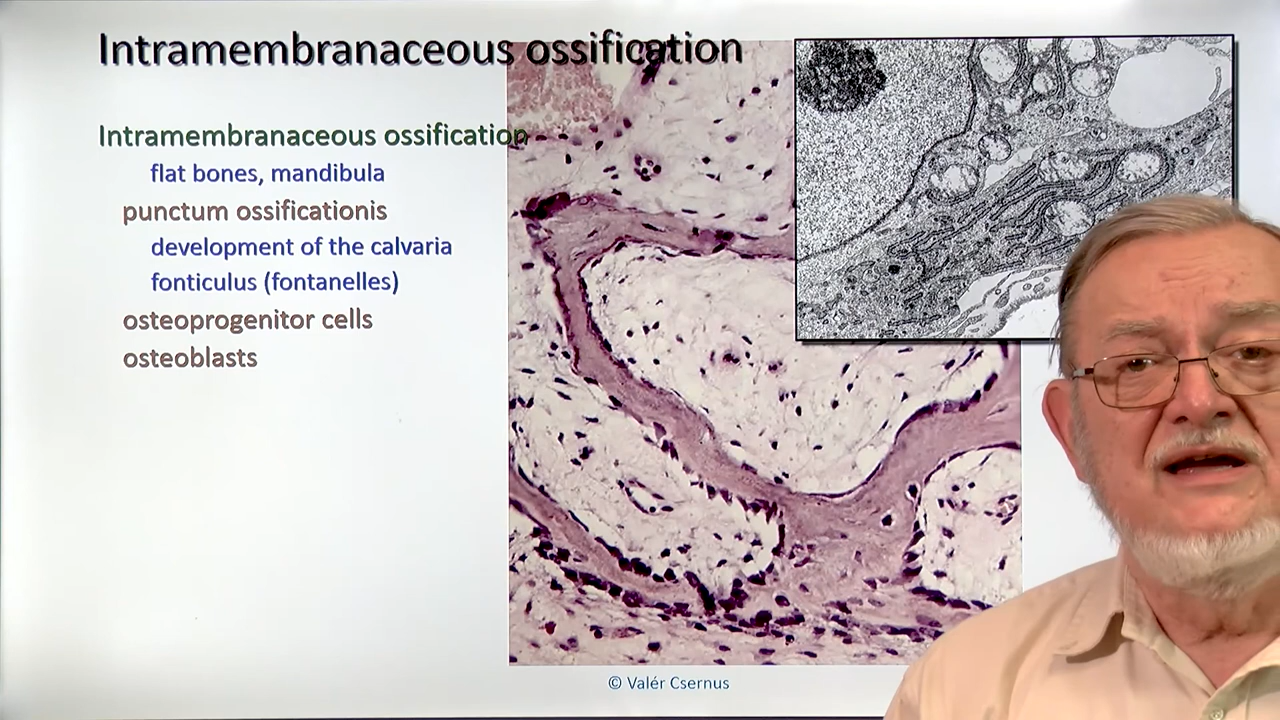 Intramembranaceous ossification
Intramembranaceous ossification
flat bones, mandibula
punctum ossificationis
development of the calvaria
fonticulus (fontanelles)
osteoprogenitor cells
osteoblasts
© Valér Csernus